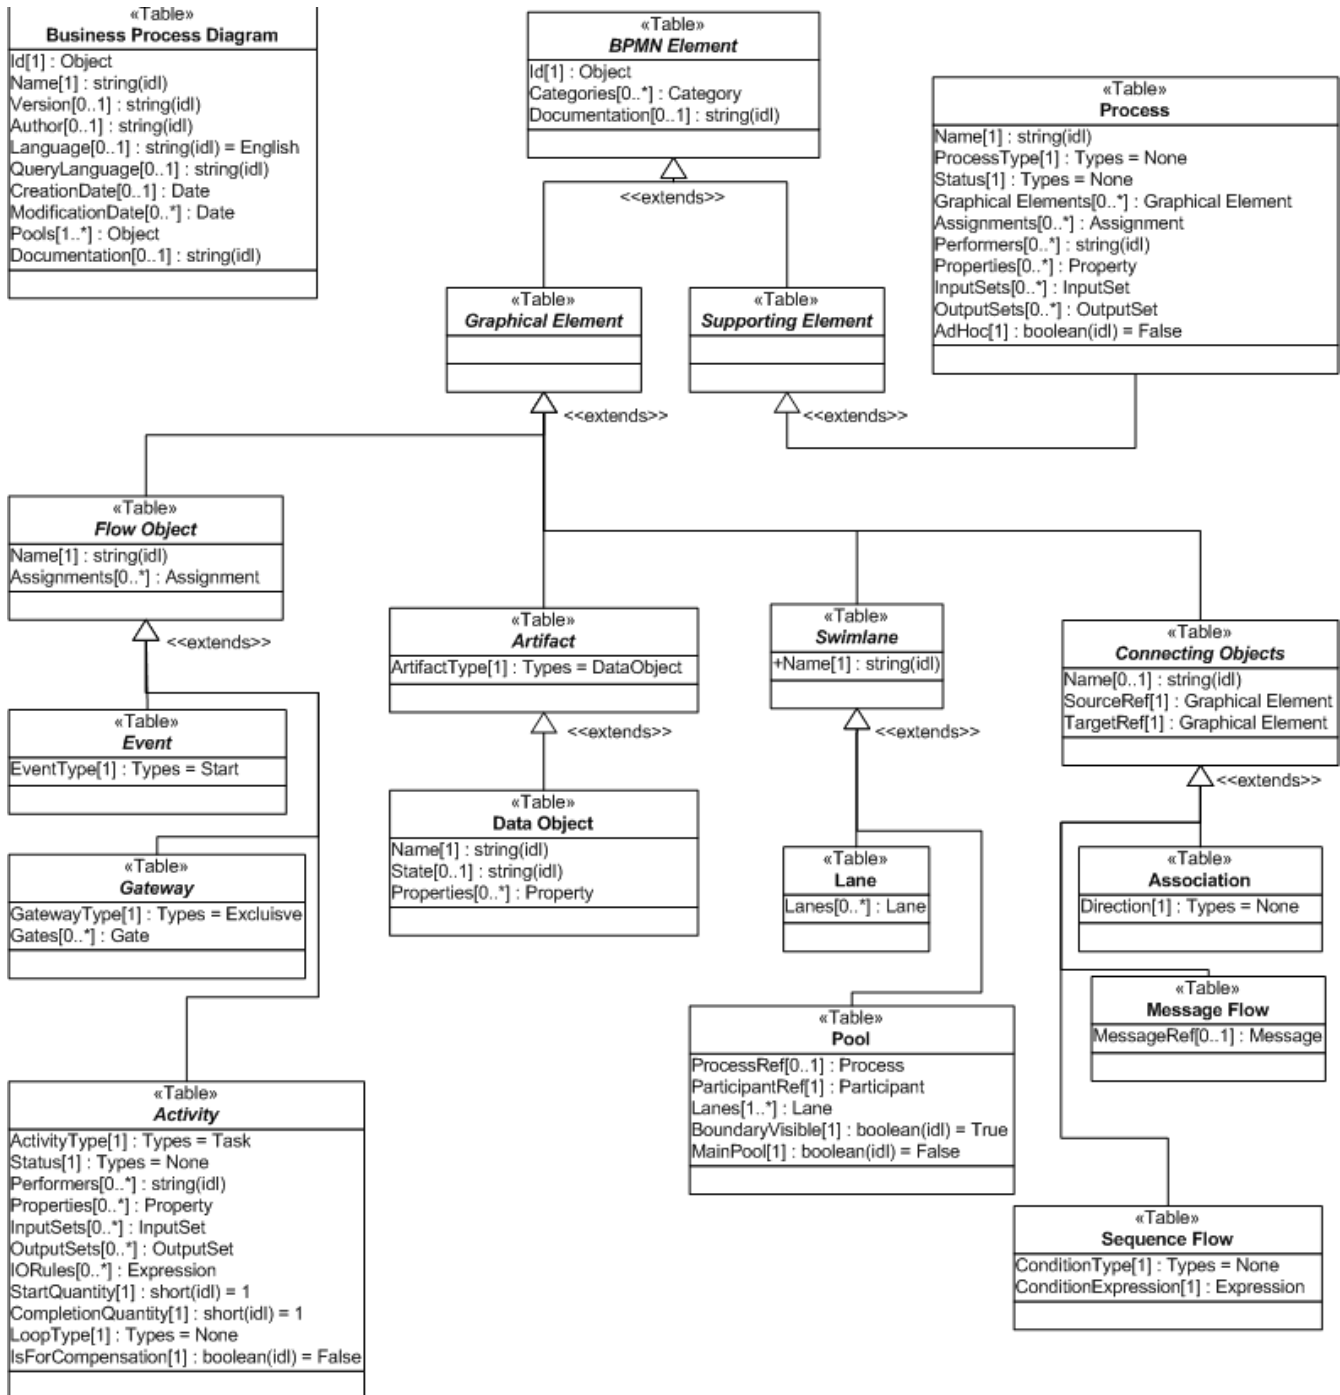 «Table»
Business Process Diagram
Id[1] : Object
Name[1] : string(idl)
Version[0..1] : string(idl)
Author[0..1] : string(idl)
Language[0..1] : string(idl) = English
QueryLanguage[0..1] : string(idl)
CreationDate[0..1] : Date
ModificationDate[0..*] : Date
Pools[1..*] : Object
Documentation[0..1] : string(idl)
«Table»
BPMN Element
Id[1] : Object
Categories[0..*] : Category
Documentation[0..1] : string(idl)
<<extends>>
«Table»
Process
Name[1] : string(idl)
ProcessType[1] : Types = None
Status[1] : Types = None
Graphical Elements[0..*] : Graphical Element
Assignments[0..*] : Assignment
Performers[0..*] : string(idl)
Properties[0..*] : Property
InputSets[0..*] : InputSet
OutputSets[0..*] : OutputSet
AdHoc[1] : boolean(idl) = False
«Table»
Graphical Element
<<extends>>
«Table»
Supporting Element
<<extends>>
«Table»
Flow Object
Name[1] : string(idl)
Assignments[0..*] : Assignment
<<extends>>
«Table»
Artifact
ArtifactType[1] : Types = DataObject
<<extends>>
«Table»
Swimlane
+Name[1] : string(idl)
<<extends>>
«Table»
Connecting Objects
Name[0..1] : string(idl)
SourceRef[1] : Graphical Element
TargetRef[1] : Graphical Element
<<extends>>
«Table»
Event
EventType[1] : Types = Start
«Table»
Data Object
Name[1] : string(idl)
State[0..1] : string(idl)
Properties[0..*] : Property
«Table»
Lane
Lanes[0..*] : Lane
«Table»
Association
Direction[1] : Types = None
«Table»
Gateway
GatewayType[1] : Types = Excluisve
Gates[0..*] : Gate
«Table»
Message Flow
MessageRef[0..1] : Message
«Table»
Pool
ProcessRef[0..1] : Process
ParticipantRef[1] : Participant
Lanes[1..*] : Lane
BoundaryVisible[1] : boolean(idl) = True
MainPool[1] : boolean(idl) = False
«Table»
Activity
ActivityType[1] : Types = Task
Status[1] : Types = None
Performers[0..*] : string(idl)
Properties[0..*] : Property
InputSets[0..*] : InputSet
OutputSets[0..*] : OutputSet
IORules[0..*] : Expression
StartQuantity[1] : short(idl) = 1
CompletionQuantity[1] : short(idl) = 1
LoopType[1] : Types = None
IsForCompensation[1] : boolean(idl) = False
«Table»
Sequence Flow
ConditionType[1] : Types = None
ConditionExpression[1] : Expression